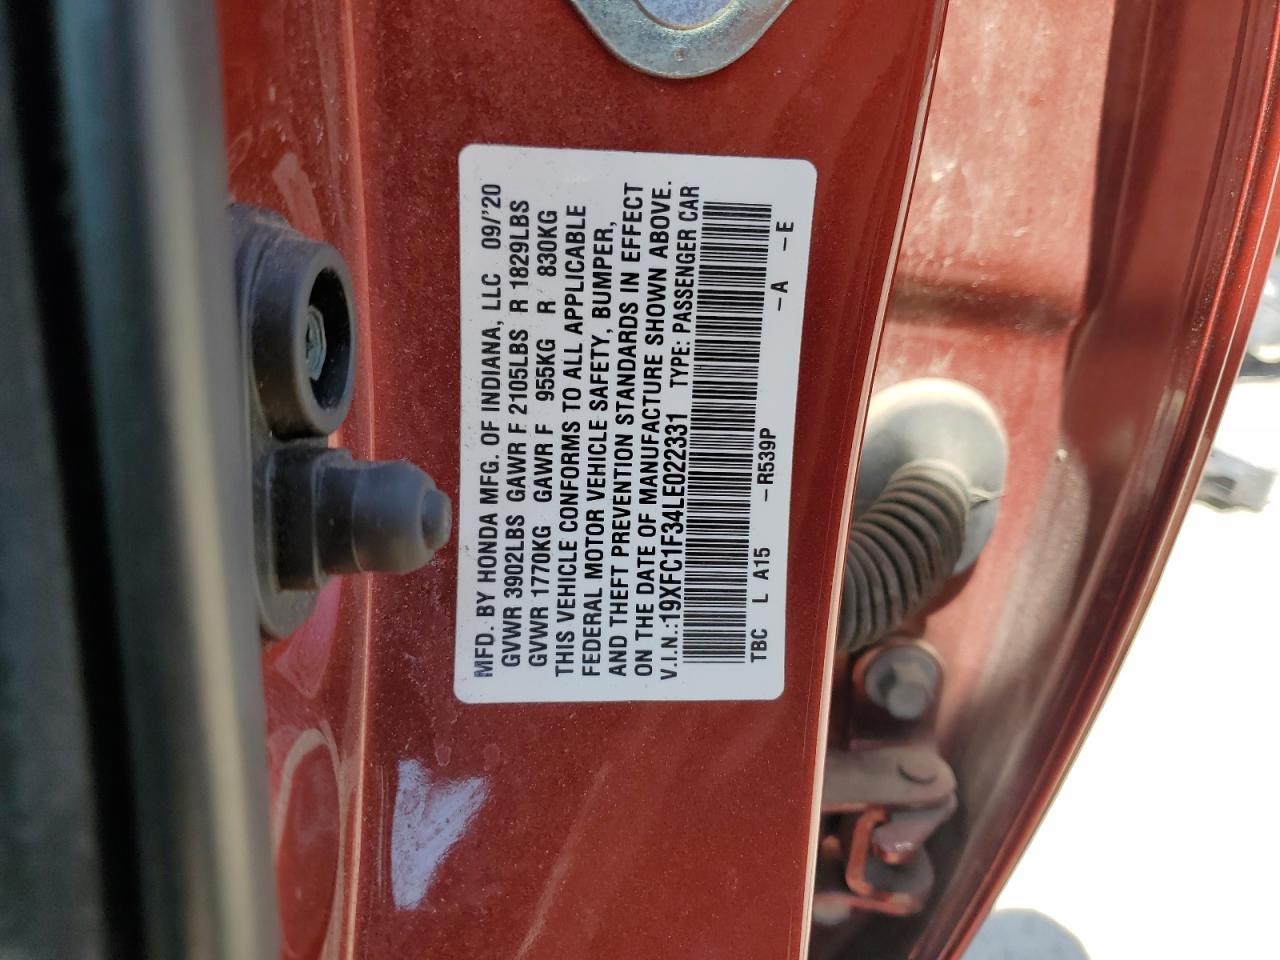 MFD. BY HONDA MFG. OF INDIANA, LLC 09/'20
GVWR 3902LBS GAWR F 2105LBS R 1829LBS
GVWR 1770KG GAWR F 955KG R 830KG
THIS VEHICLE CONFORMS TO ALL APPLICABLE
FEDERAL MOTOR VEHICLE SAFETY, BUMPER,
AND THEFT PREVENTION STANDARDS IN EFFECT
ON THE DATE OF MANUFACTURE SHOWN ABOVE.
V.I.N.:19XFC1F34LE022331 TYPE: PASSENGER CAR
TBC L A15 -R539P -A -E